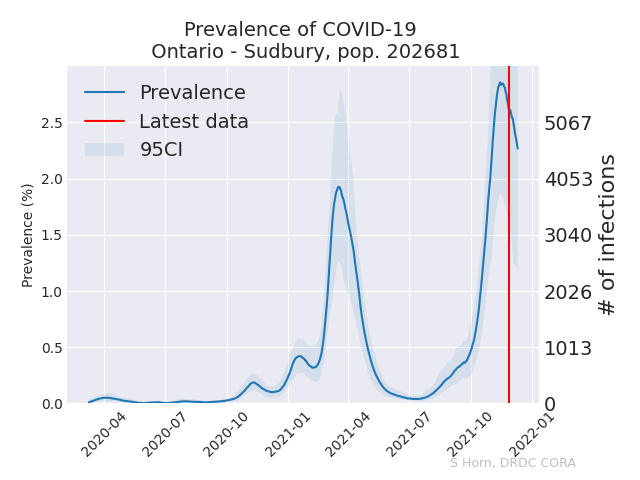 Prevalence of COVID-19
Ontario - Sudbury, pop. 202681
Prevalence
Latest data
95CI
Prevalence (%)
2.5
2.0
1.5
1.0
0.5
0.0
5067
4053
3040
2026
1013
0
# of infections
2020-04
2020-07
2020-10
2021-01
2021-04
2021-07
2021-10
2022-01
S Horn, DRDC CORA